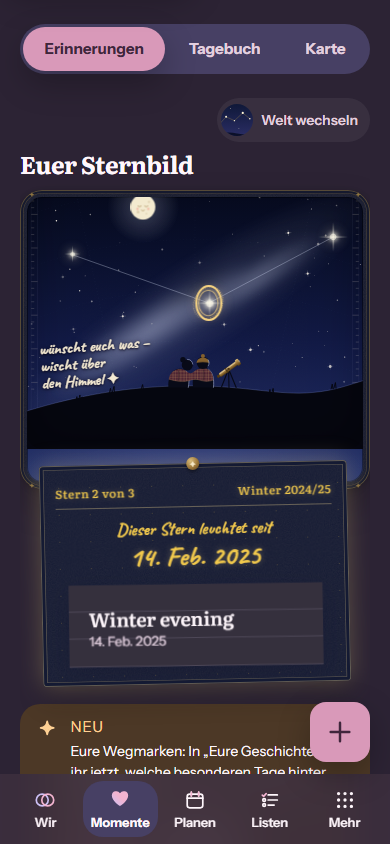 Erinnerungen
Tagebuch
Karte
Welt wechseln
Euer Sternbild
wünscht euch was –
wischt über
den Himmel
Stern 2 von 3
Winter 2024/25
Dieser Stern leuchtet seit
14. Feb. 2025
Winter evening
14. Feb. 2025
NEU
Eure Wegmarken: In „Eure Geschichte
ihr jetzt, welche besonderen Tage hinter
Wir
Momente
Planen
Listen
Mehr